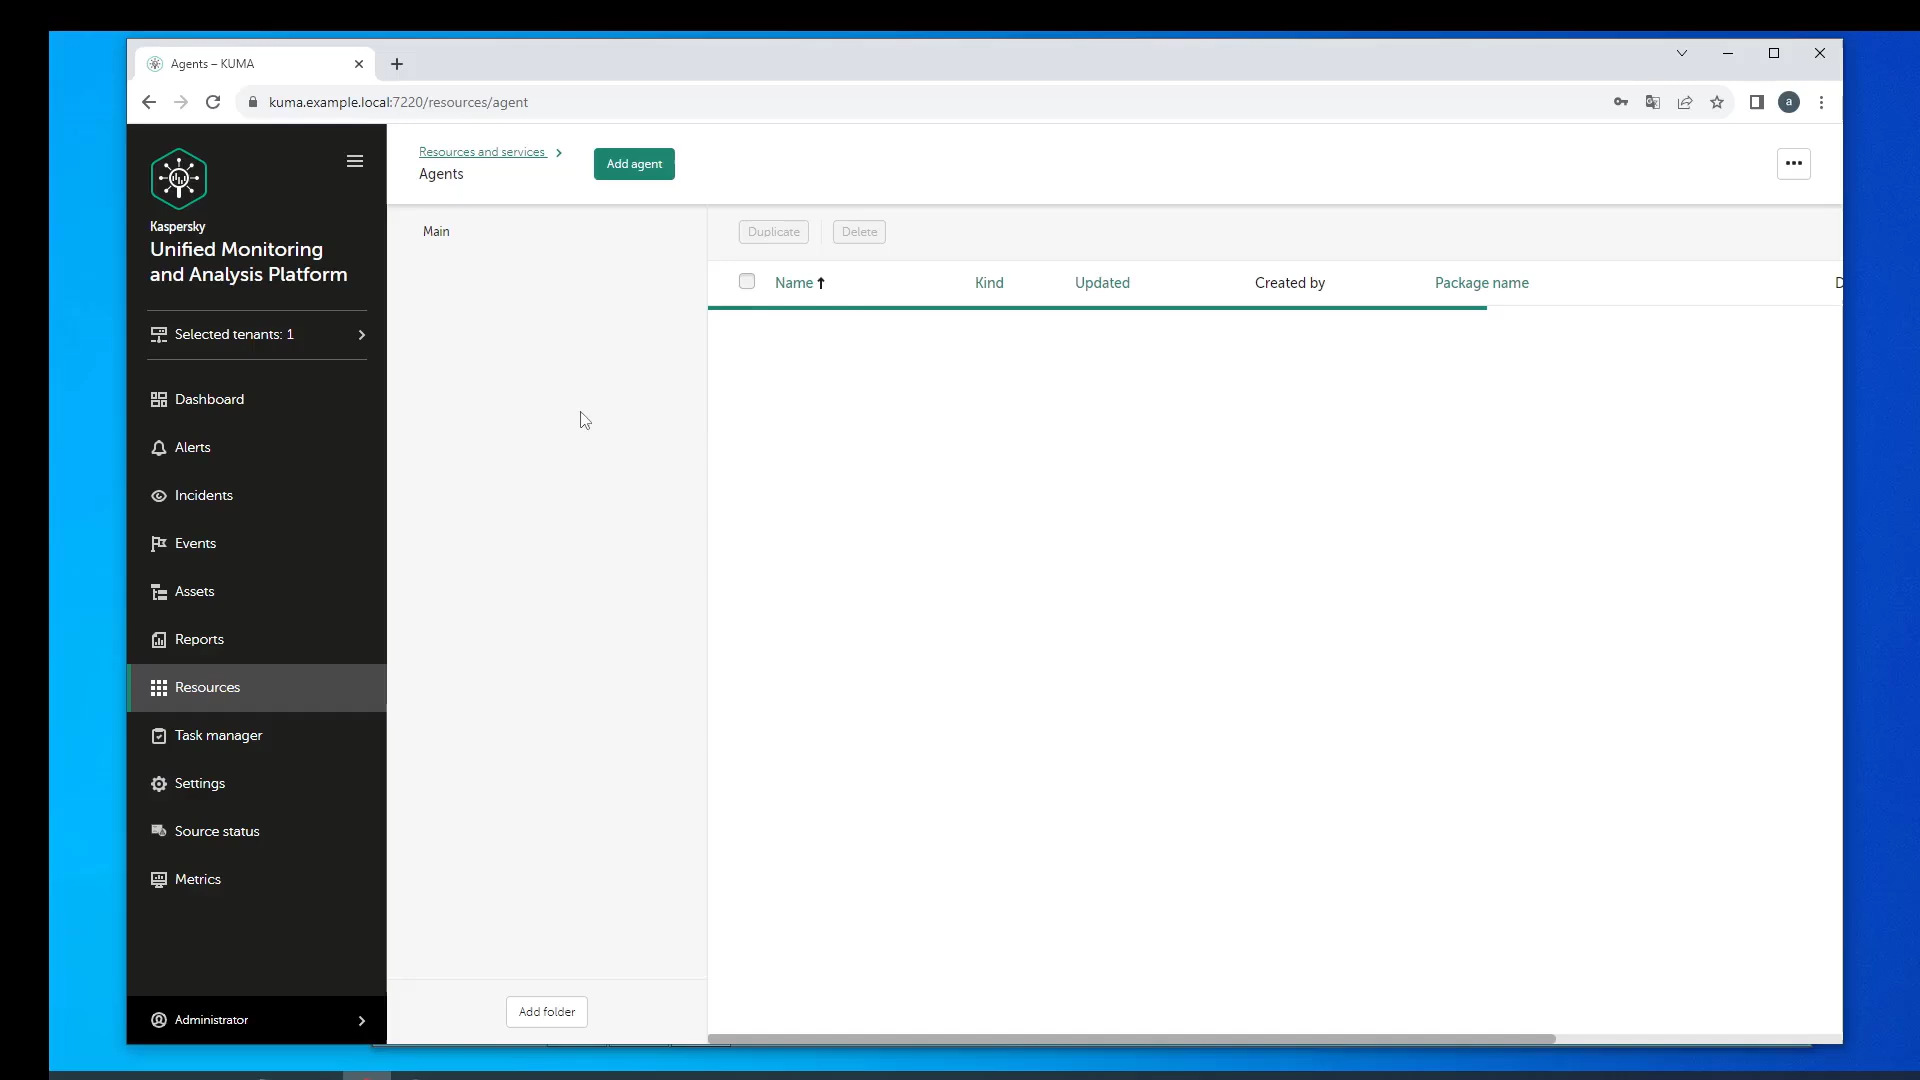 Agents – KUMA
kuma.example.local:7220/resources/agent
a
Kaspersky
Unified Monitoring
and Analysis Platform
Selected tenants: 1
Dashboard
Alerts
Incidents
Events
Assets
Reports
Resources
Task manager
Settings
Source status
Metrics
Administrator
Resources and services
Agents
Add agent
Main
Add folder
Duplicate
Delete
Name Kind Updated Created by Package name